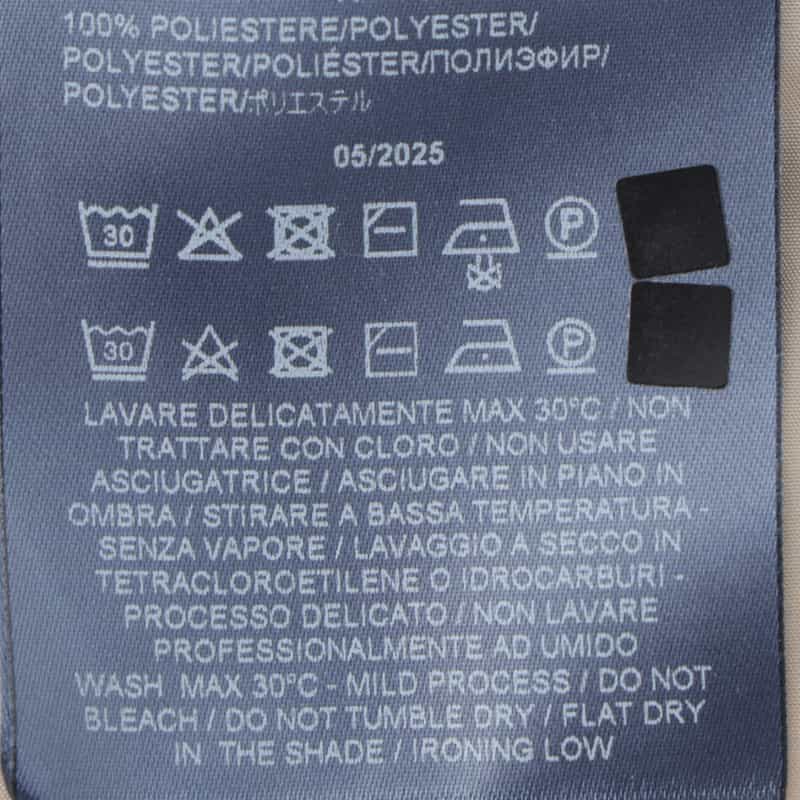 100% POLIESTERE/POLYESTER/
POLYESTER/POLIÉSTER/ПОЛИЭФИР/
POLYESTER/ポリエステル
05/2025
30 P
30 P
LAVARE DELICATAMENTE MAX 30°C / NON
TRATTARE CON CLORO / NON USARE
ASCIUGATRICE / ASCIUGARE IN PIANO IN
OMBRA / STIRARE A BASSA TEMPERATURA -
SENZA VAPORE / LAVAGGIO A SECCO IN
TETRACLOROETILENE O IDROCARBURI -
PROCESSO DELICATO / NON LAVARE
PROFESSIONALMENTE AD UMIDO
WASH MAX 30°C - MILD PROCESS / DO NOT
BLEACH / DO NOT TUMBLE DRY / FLAT DRY
IN THE SHADE / IRONING LOW